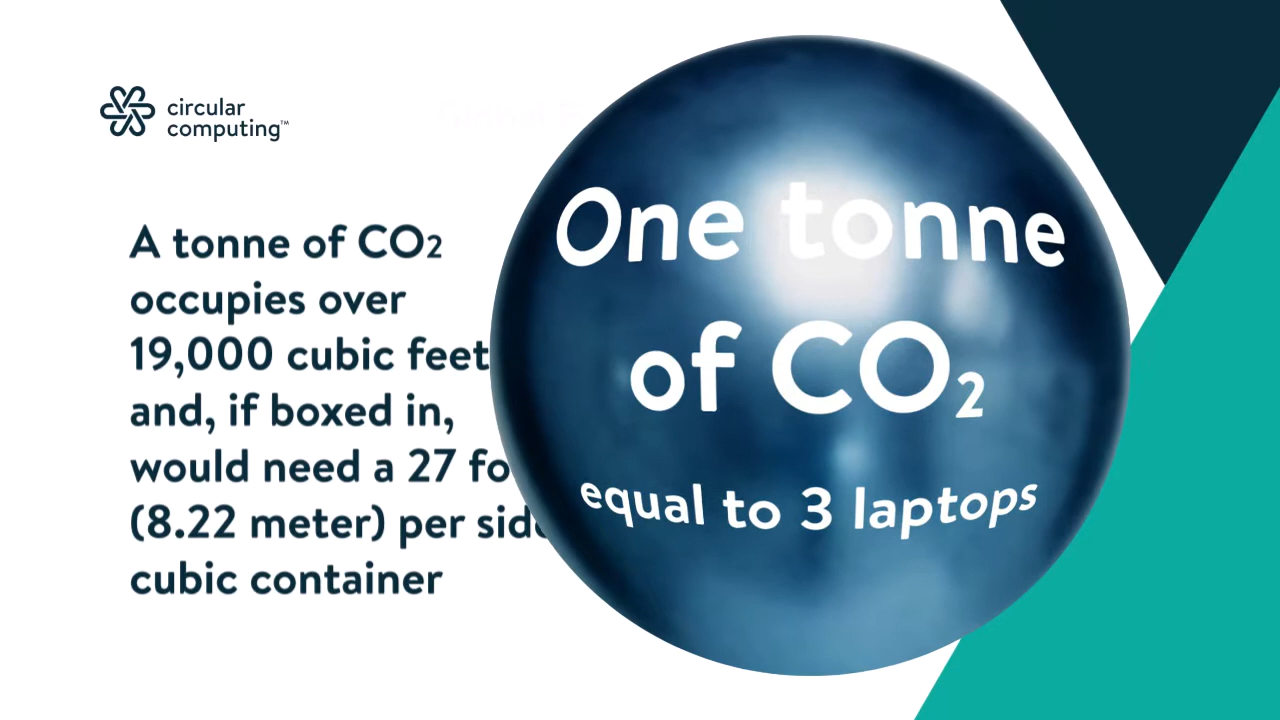 circular
computing™
A tonne of CO₂
occupies over
19,000 cubic feet
and, if boxed in,
would need a 27 fo
(8.22 meter) per side
cubic container
One tonne
of CO₂
equal to 3 laptops